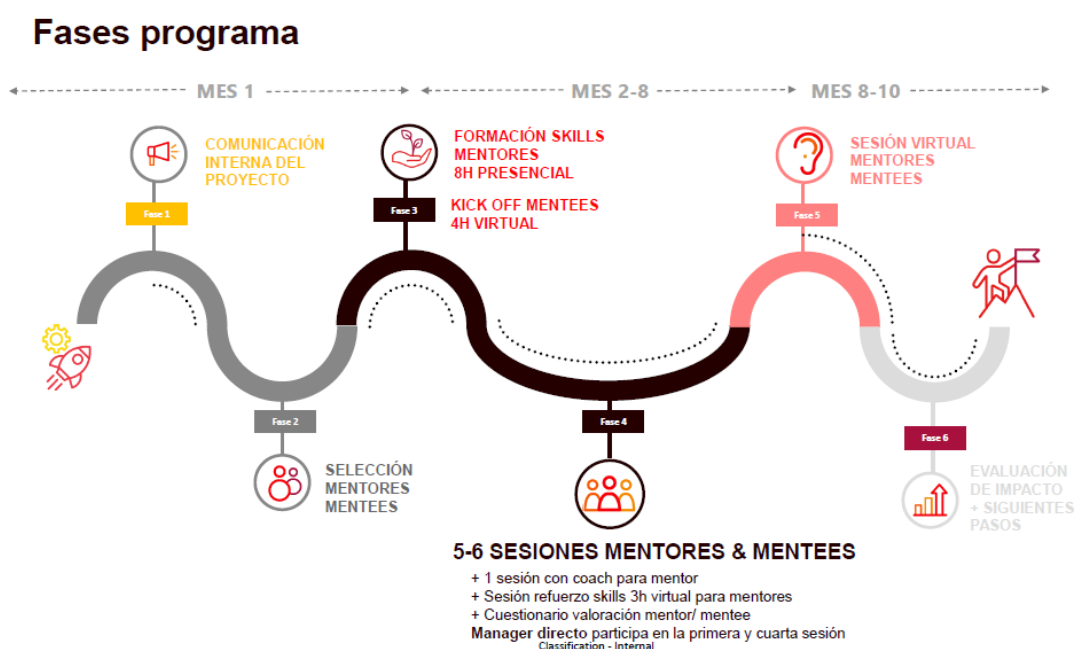 Fases programa
MES 1
MES 2-8
MES 8-10
COMUNICACIÓN
INTERNA DEL
PROYECTO
Fase 1
Fase 2
SELECCIÓN
MENTORES
MENTEES
FORMACIÓN SKILLS
MENTORES
8H PRESENCIAL
KICK OFF MENTEES
4H VIRTUAL
Fase 3
Fase 4
5-6 SESIONES MENTORES & MENTEES
+ 1 sesión con coach para mentor
+ Sesión refuerzo skills 3h virtual para mentores
+ Cuestionario valoración mentor/ mentee
Manager directo participa en la primera y cuarta sesión
Classification - Internal
SESIÓN VIRTUAL
MENTORES
MENTEES
Fase 5
Fase 6
EVALUACIÓN
DE IMPACTO
+ SIGUIENTES
PASOS